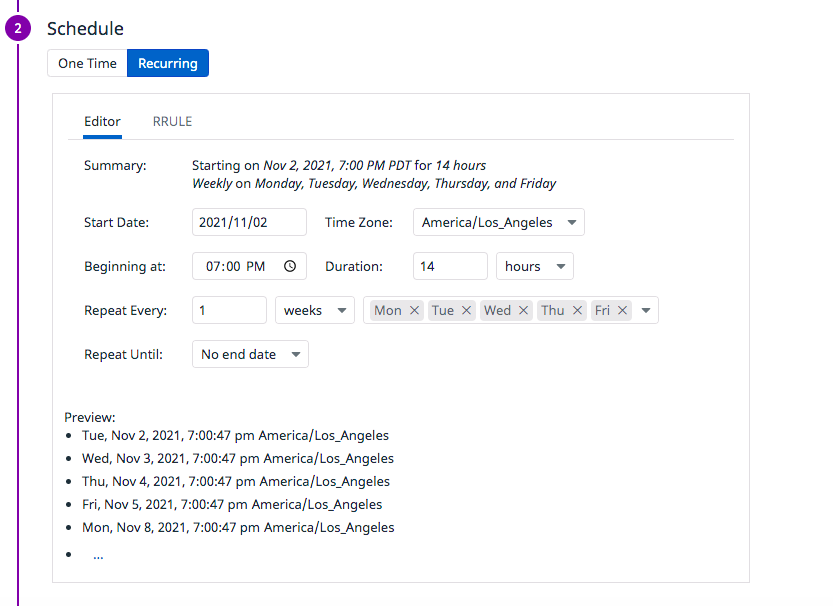 2 Schedule
One Time Recurring
Editor RRULE
Summary: Starting on Nov 2, 2021, 7:00 PM PDT for 14 hours
Weekly on Monday, Tuesday, Wednesday, Thursday, and Friday
Start Date: 2021/11/02 Time Zone: America/Los_Angeles
Beginning at: 07:00 PM Duration: 14 hours
Repeat Every: 1 weeks Mon Tue Wed Thu Fri
Repeat Until: No end date
Preview:
Tue, Nov 2, 2021, 7:00:47 pm America/Los_Angeles
Wed, Nov 3, 2021, 7:00:47 pm America/Los_Angeles
Thu, Nov 4, 2021, 7:00:47 pm America/Los_Angeles
Fri, Nov 5, 2021, 7:00:47 pm America/Los_Angeles
Mon, Nov 8, 2021, 7:00:47 pm America/Los_Angeles
...